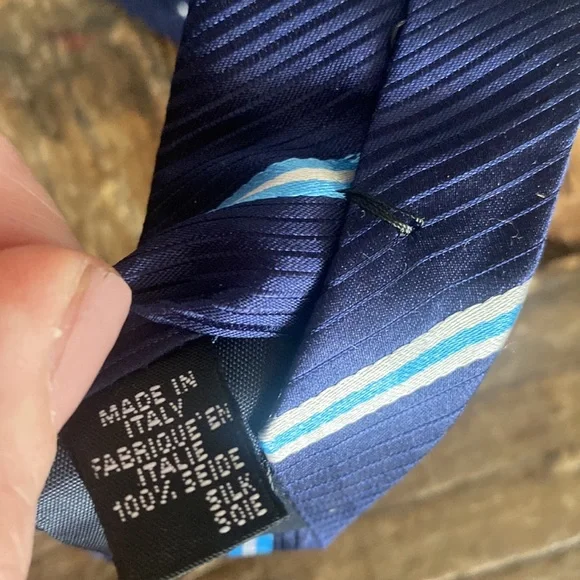 MADE IN
ITALY
FABRIQUE EN
ITALIE
100% SEIDE
SILK
SOIE